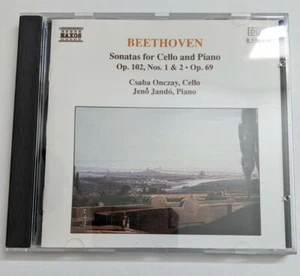 NAXOS
BEETHOVEN
Sonatas for Cello and Piano
Op. 102, Nos. 1 & 2 • Op. 69
Csaba Onczay, Cello
Jenő Jandó, Piano